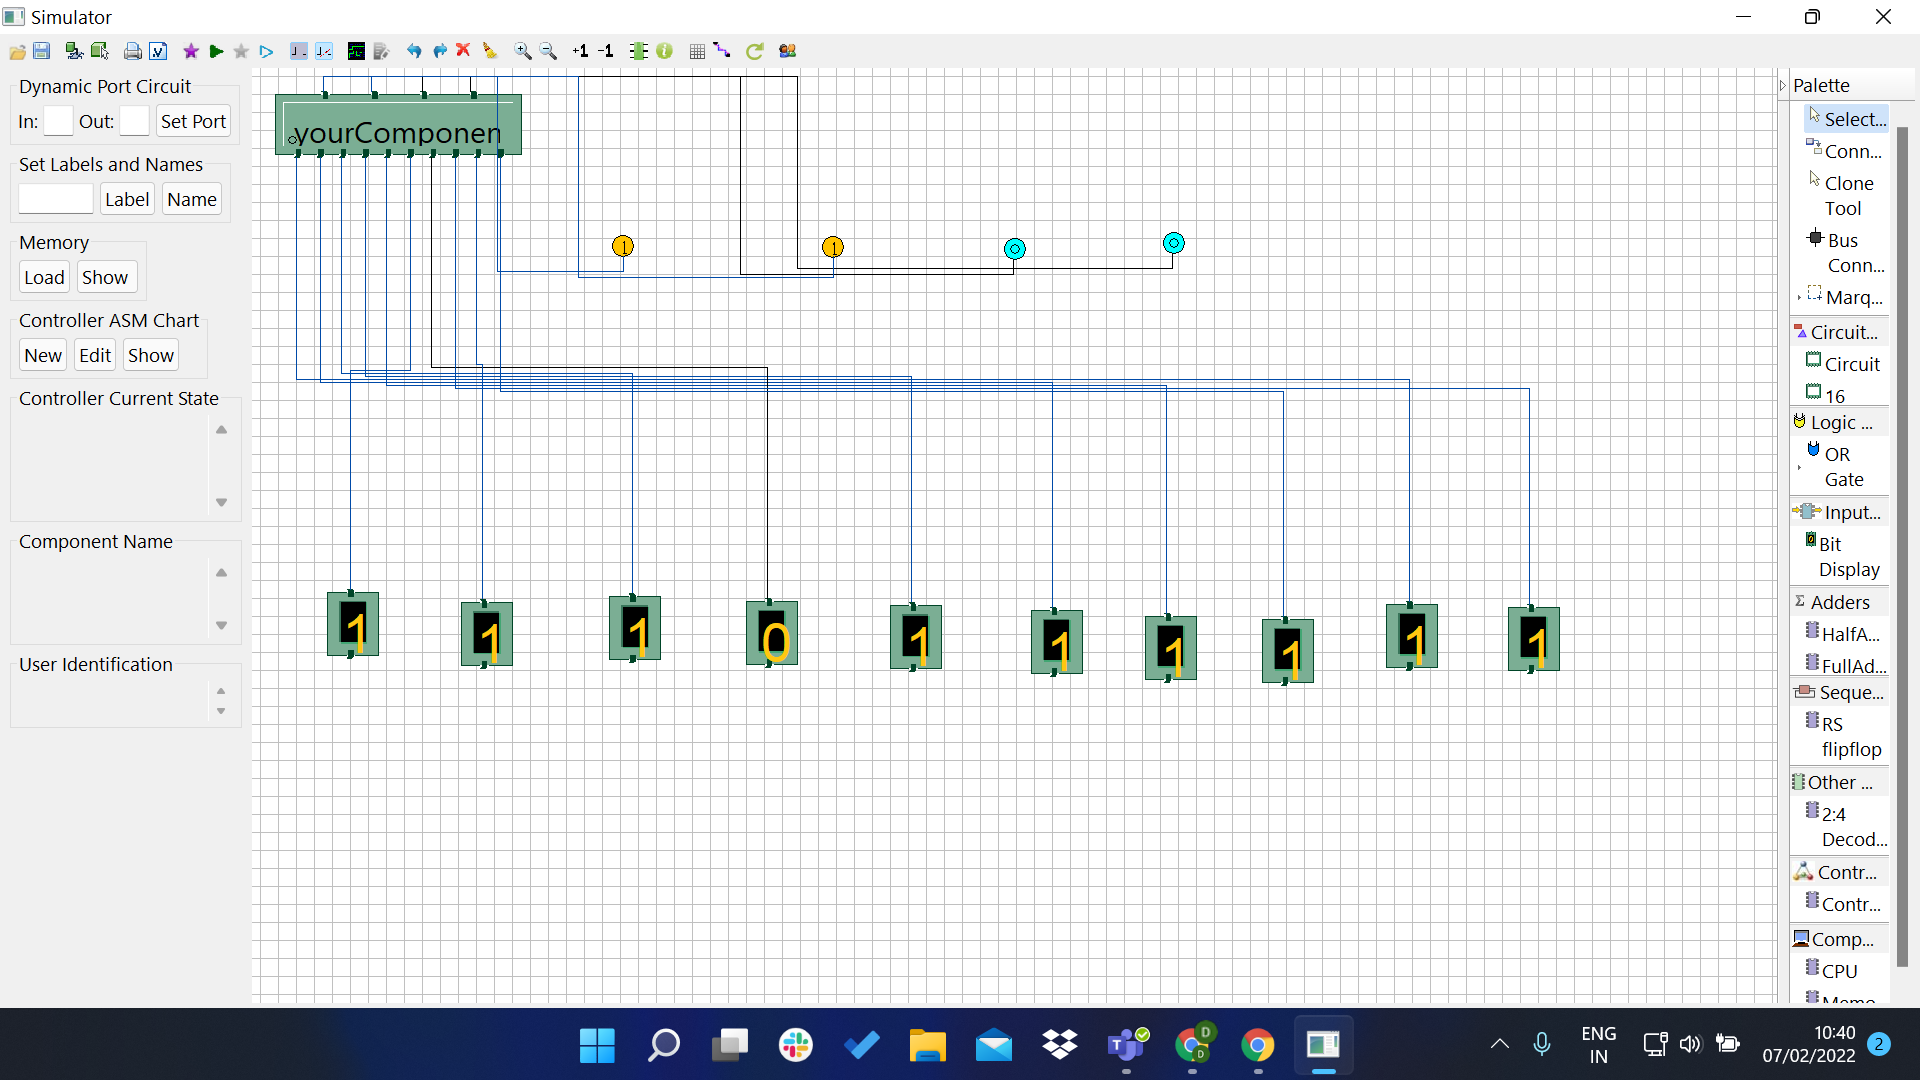 Simulator
+1 -1
Dynamic Port Circuit
In: Out: Set Port
Set Labels and Names
Label Name
Memory
Load Show
Controller ASM Chart
New Edit Show
Controller Current State
Component Name
User Identification
yourComponen
1 1
1 1 1 0 1 1 1 1 1 1
Palette
Select...
Conn...
Clone
Tool
Bus
Conn...
Marq...
Circuit...
Circuit
16
Logic ...
OR
Gate
Input...
Bit
Display
Adders
HalfA...
FullAd...
Seque...
RS
flipflop
Other ...
2:4
Decod...
Contr...
Contr...
Comp...
CPU
ENG
IN
10:40
07/02/2022
2